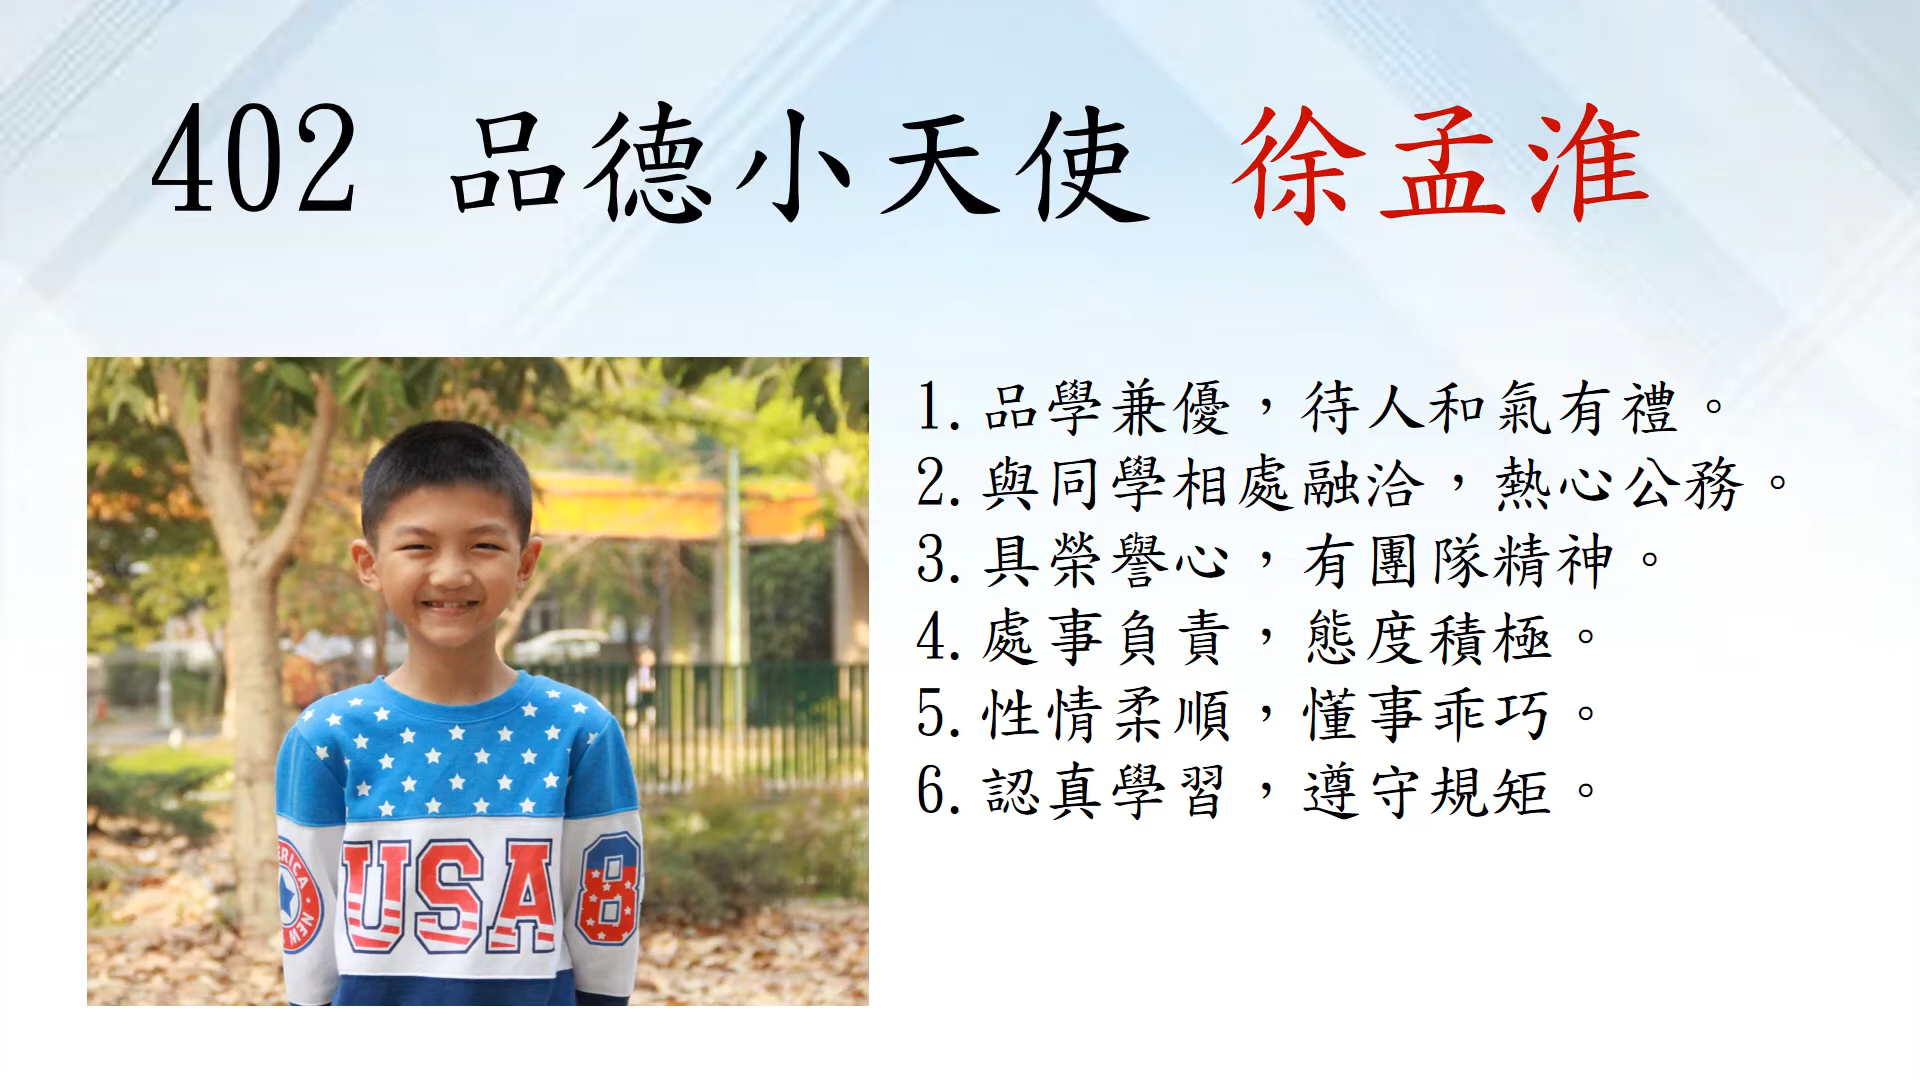 402 品德小天使 徐孟淮
1.品學兼優，待人和氣有禮。
2.與同學相處融洽，熱心公務。
3.具榮譽心，有團隊精神。
4.處事負責，態度積極。
5.性情柔順，懂事乖巧。
6.認真學習，遵守規矩。
USA
8
ERICA
NEW